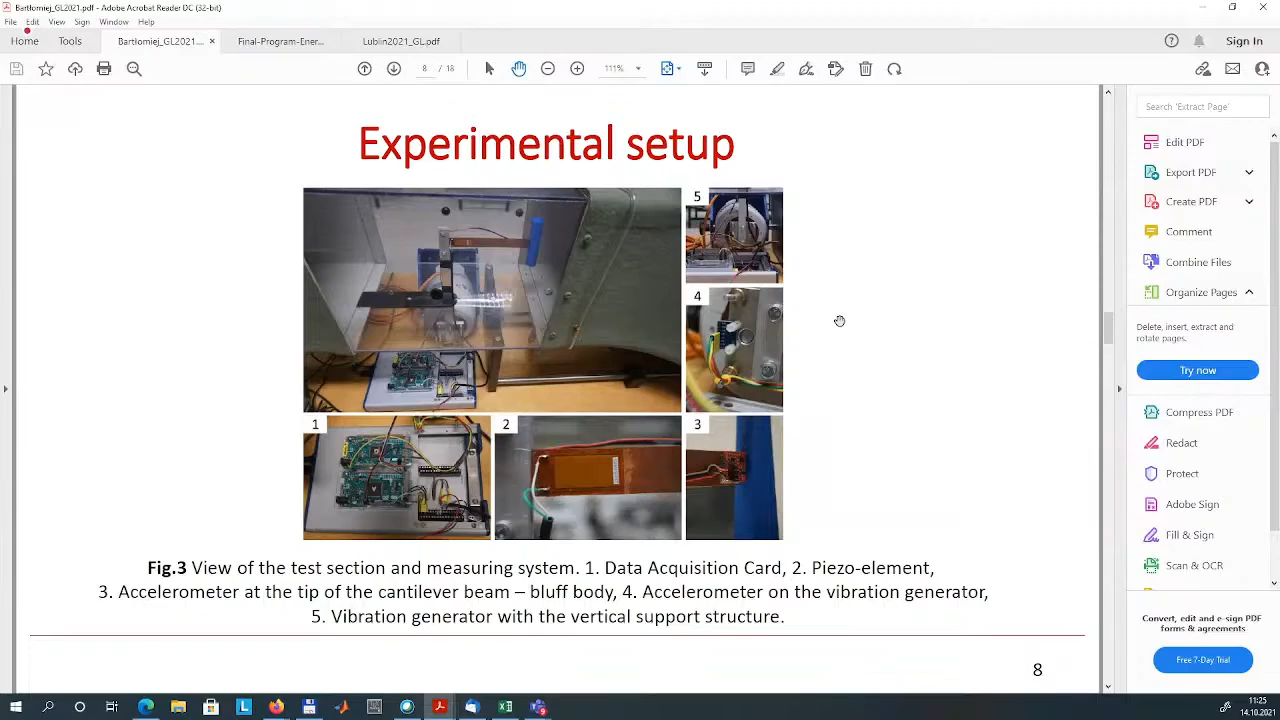 Bartlomiej_GL2021.pdf - Adobe Acrobat Reader DC (32-bit)
File Edit View Sign Window Help
Home Tools Bartlomiej_GL2021... × Final-Program-Ener... Lublin2021_GL.pdf Sign In
8 / 18 111%
Experimental setup
5
4
1 2 3
Fig.3 View of the test section and measuring system. 1. Data Acquisition Card, 2. Piezo-element,
3. Accelerometer at the tip of the cantilever beam – bluff body, 4. Accelerometer on the vibration generator,
5. Vibration generator with the vertical support structure.
8
Search 'Extract Page'
Edit PDF
Export PDF
Create PDF
Comment
Combine Files
Organize Pages
Delete, insert, extract and
rotate pages.
Try now
Compress PDF
Redact
Protect
Adobe Sign
Fill & Sign
Scan & OCR
Convert, edit and e-sign PDF
forms & agreements
Free 7-Day Trial
11:25
14.10.2021